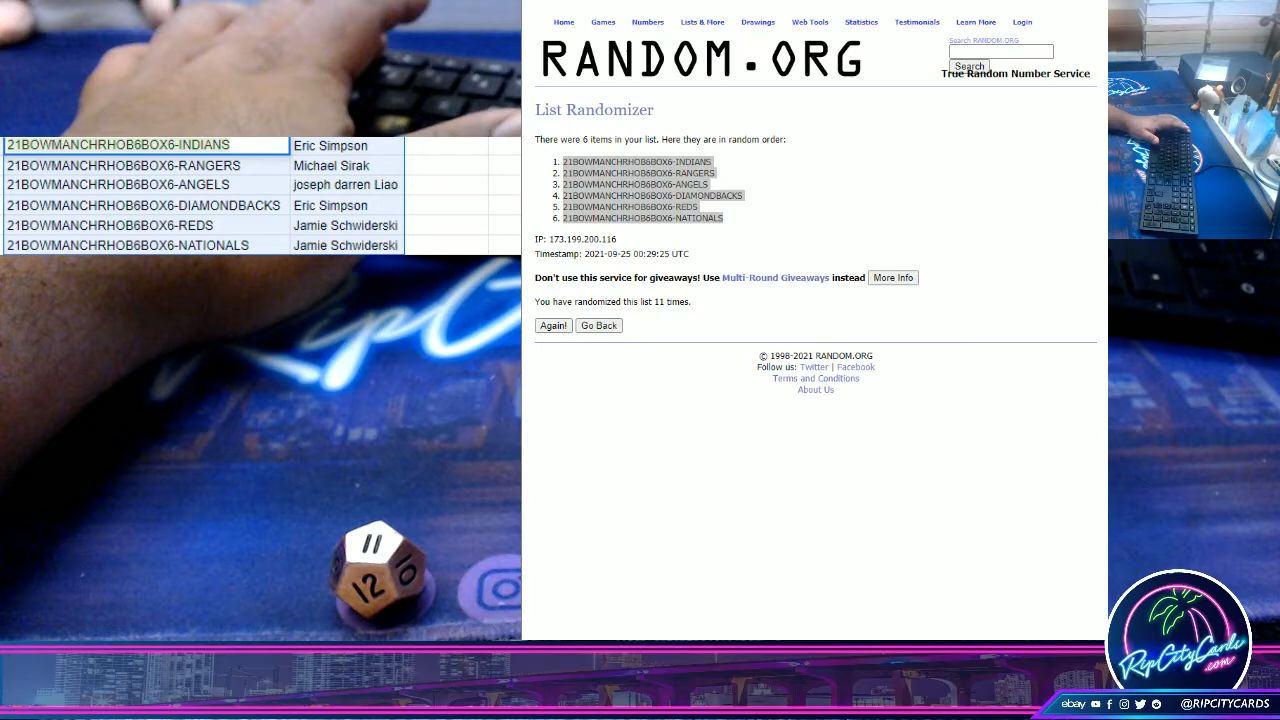 Home Games Numbers Lists & More Drawings Web Tools Statistics Testimonials Learn More Login
RANDOM.ORG
Search RANDOM.ORG
Search
True Random Number Service
List Randomizer
There were 6 items in your list. Here they are in random order:
1. 21BOWMANCHRHOB6BOX6-INDIANS
2. 21BOWMANCHRHOB6BOX6-RANGERS
3. 21BOWMANCHRHOB6BOX6-ANGELS
4. 21BOWMANCHRHOB6BOX6-DIAMONDBACKS
5. 21BOWMANCHRHOB6BOX6-REDS
6. 21BOWMANCHRHOB6BOX6-NATIONALS
IP: 173.199.200.116
Timestamp: 2021-09-25 00:29:25 UTC
Don't use this service for giveaways! Use Multi-Round Giveaways instead More Info
You have randomized this list 11 times.
Again! Go Back
© 1998-2021 RANDOM.ORG
Follow us: Twitter | Facebook
Terms and Conditions
About Us
21BOWMANCHRHOB6BOX6-INDIANS Eric Simpson
21BOWMANCHRHOB6BOX6-RANGERS Michael Sirak
21BOWMANCHRHOB6BOX6-ANGELS joseph darren Liao
21BOWMANCHRHOB6BOX6-DIAMONDBACKS Eric Simpson
21BOWMANCHRHOB6BOX6-REDS Jamie Schwiderski
21BOWMANCHRHOB6BOX6-NATIONALS Jamie Schwiderski
11
12
10
RipCityCards
.com
ebay @RIPCITYCARDS